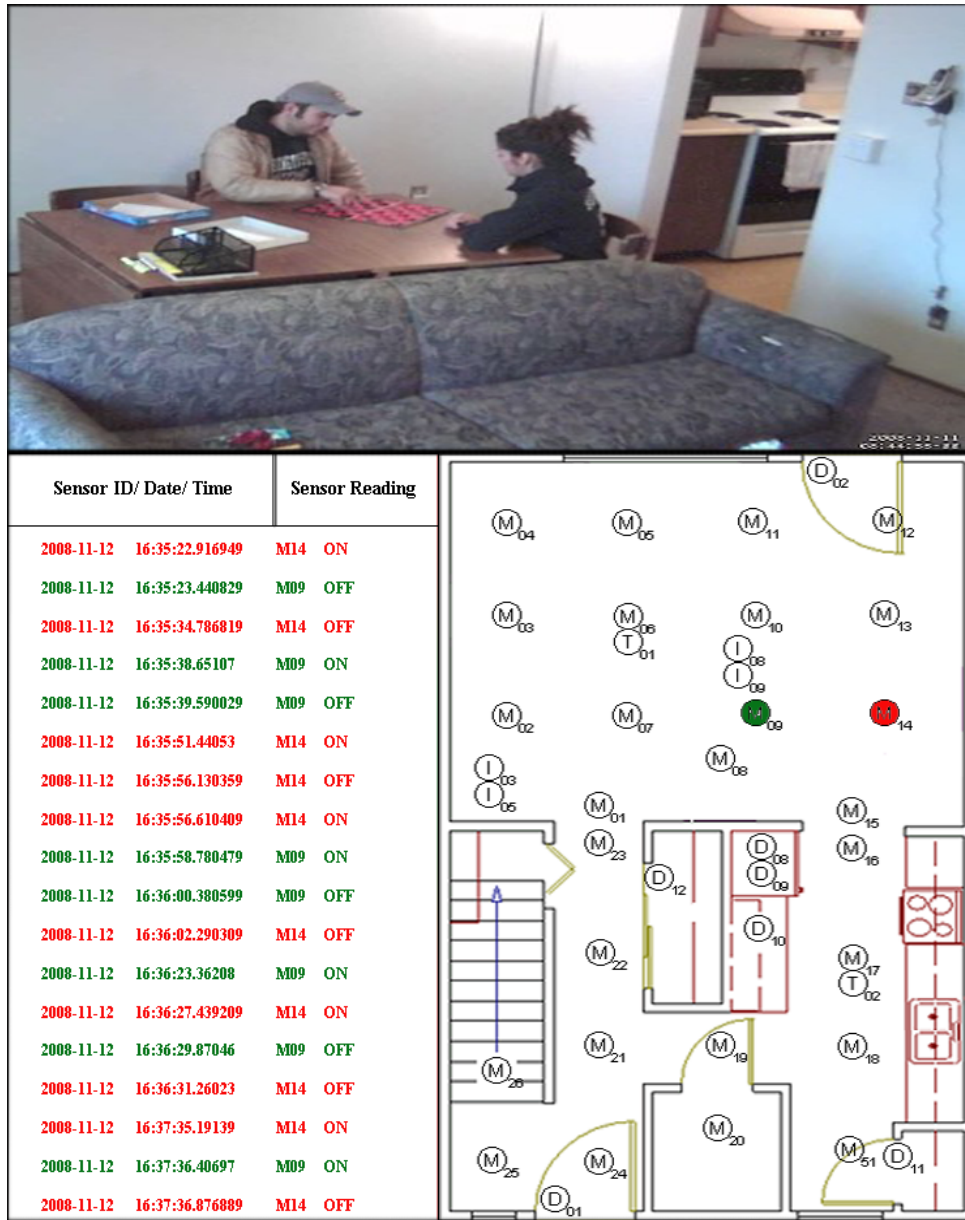 2008-11-11
Sensor ID/ Date/ Time Sensor Reading
2008-11-12 16:35:22.916949 M14 ON
2008-11-12 16:35:23.440829 M09 OFF
2008-11-12 16:35:34.786819 M14 OFF
2008-11-12 16:35:38.65107 M09 ON
2008-11-12 16:35:39.590029 M09 OFF
2008-11-12 16:35:51.44053 M14 ON
2008-11-12 16:35:56.130359 M14 OFF
2008-11-12 16:35:56.610409 M14 ON
2008-11-12 16:35:58.780479 M09 ON
2008-11-12 16:36:00.380599 M09 OFF
2008-11-12 16:36:02.290309 M14 OFF
2008-11-12 16:36:23.36208 M09 ON
2008-11-12 16:36:27.439209 M14 ON
2008-11-12 16:36:29.87046 M09 OFF
2008-11-12 16:36:31.26023 M14 OFF
2008-11-12 16:37:35.19139 M14 ON
2008-11-12 16:37:36.40697 M09 ON
2008-11-12 16:37:36.876889 M14 OFF
D02
M04 M05 M11 M12
M03 M06 M10 M13
T01 I08
I09
M02 M07 M09 M14
M08
I03
I05 M01 M15
M23 D08 M16
D12 D09
D10
M22 M17
T02
M21 M19 M18
M26
M20
M25 M24 M51 D11
D01